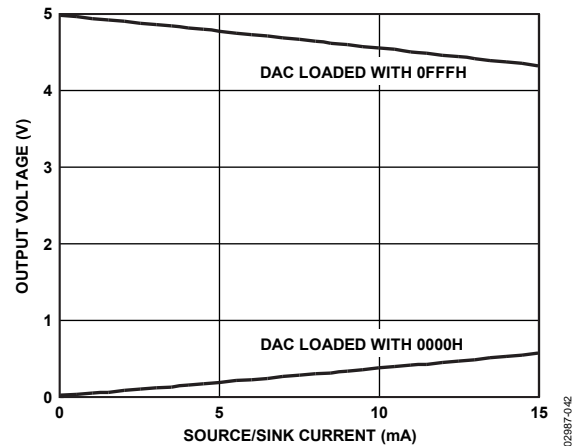 5
4
3
2
1
0
OUTPUT VOLTAGE (V)
DAC LOADED WITH 0FFFH
DAC LOADED WITH 0000H
0 5 10 15
SOURCE/SINK CURRENT (mA)
02987-042